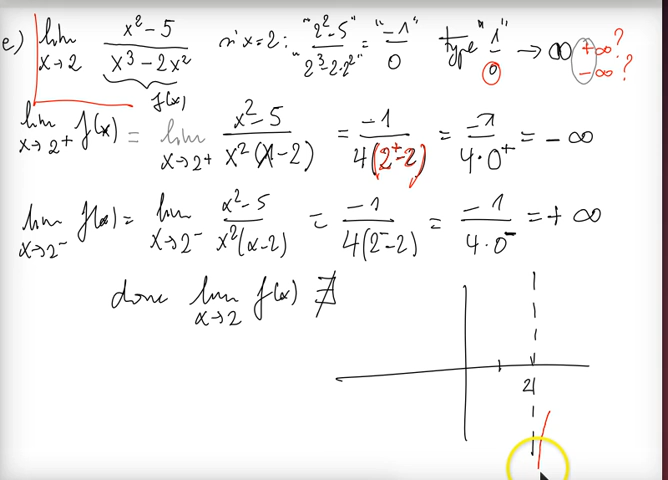 e) lim x→2 (x² - 5)/(x³ - 2x²) si x = 2 : "2² - 5"/"2³ - 2·2²" = "-1"/0 type "1/0" → ∞ +∞? -∞?
f(x)
lim x→2⁺ f(x) = lim x→2⁺ (x² - 5)/(x²(x - 2)) = -1/(4(2⁺ - 2)) = -1/(4·0⁺) = -∞
lim x→2⁻ f(x) = lim x→2⁻ (x² - 5)/(x²(x - 2)) = -1/(4(2⁻ - 2)) = -1/(4·0⁻) = +∞
donc lim x→2 f(x) ∄
2